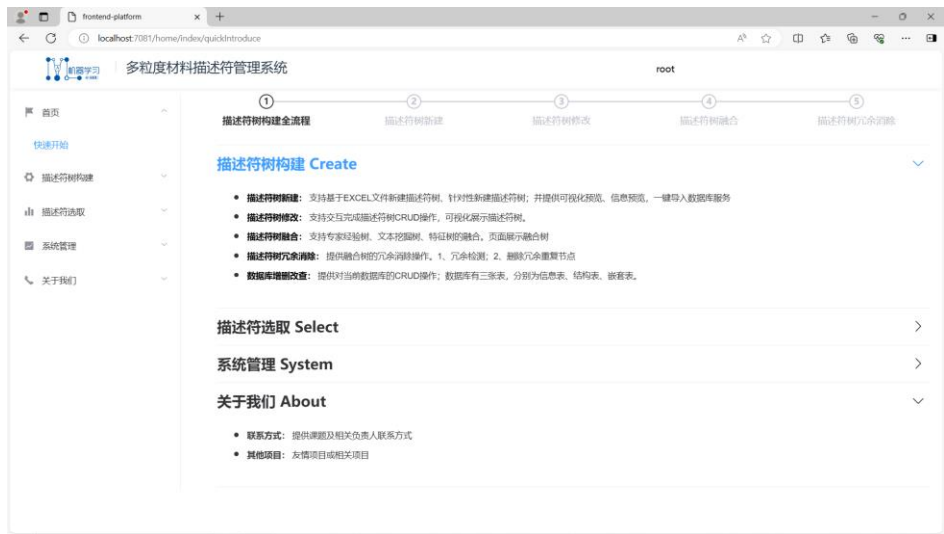 frontend-platform
localhost:7081/home/index/quickIntroduce
机器学习
多粒度材料描述符管理系统
root
首页
快速开始
描述符树构建
描述符选取
系统管理
关于我们
1 2 3 4 5
描述符树构建全流程 描述符树新建 描述符树修改 描述符树融合 描述符树冗余消除
描述符树构建 Create
描述符树新建：支持基于EXCEL文件新建描述符树、针对性新建描述符树；并提供可视化预览、信息预览，一键导入数据库服务
描述符树修改：支持交互完成描述符树CRUD操作，可视化展示描述符树。
描述符树融合：支持专家经验树、文本挖掘树、特征树的融合。页面展示融合树
描述符树冗余消除：提供融合树的冗余消除操作。1、冗余检测；2、删除冗余重复节点
数据库增删改查：提供对当前数据库的CRUD操作；数据库有三张表，分别为信息表、结构表、嵌套表。
描述符选取 Select
系统管理 System
关于我们 About
联系方式：提供课题及相关负责人联系方式
其他项目：友情项目或相关项目